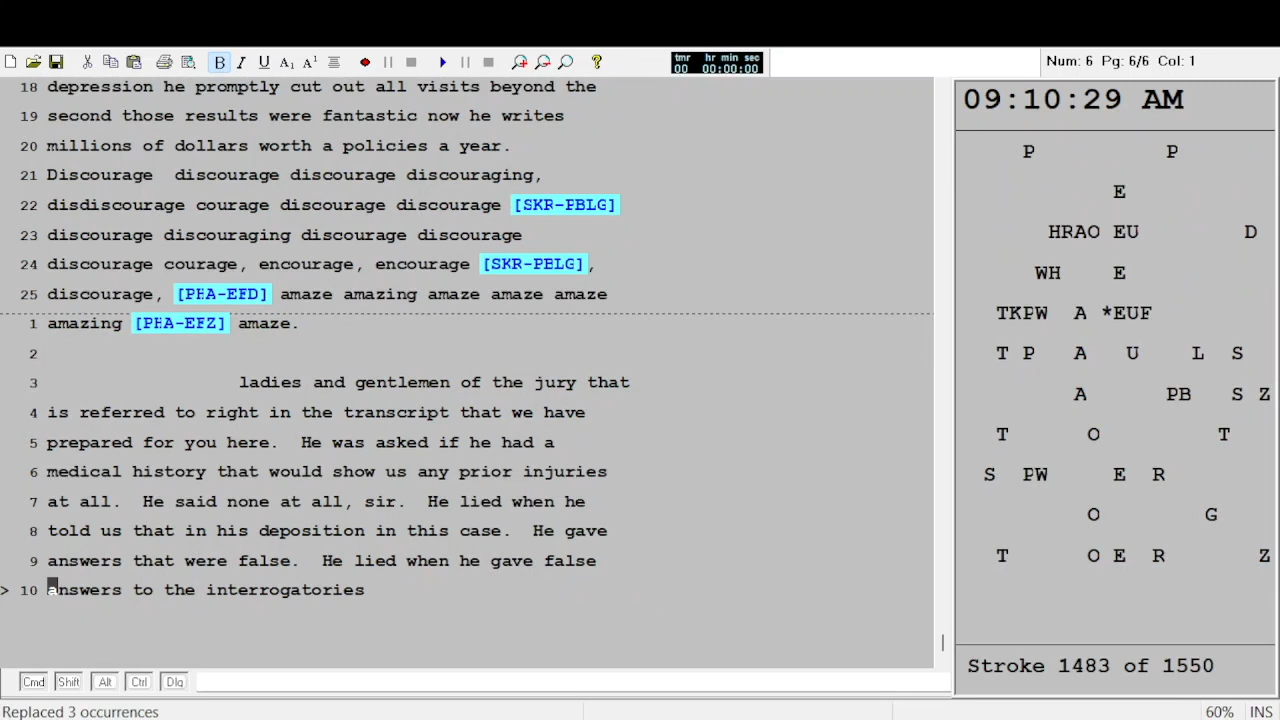 B I U A₁ A¹
tmr hr min sec
00 00:00:00
Num: 6 Pg: 6/6 Col: 1
18 depression he promptly cut out all visits beyond the
19 second those results were fantastic now he writes
20 millions of dollars worth a policies a year.
21 Discourage  discourage discourage discouraging,
22 disdiscourage courage discourage discourage [SKR-PBLG]
23 discourage discouraging discourage discourage
24 discourage courage, encourage, encourage [SKR-PBLG],
25 discourage, [PHA-EFD] amaze amazing amaze amaze amaze
1 amazing [PHA-EFZ] amaze.
2
3 ladies and gentlemen of the jury that
4 is referred to right in the transcript that we have
5 prepared for you here.  He was asked if he had a
6 medical history that would show us any prior injuries
7 at all.  He said none at all, sir.  He lied when he
8 told us that in his deposition in this case.  He gave
9 answers that were false.  He lied when he gave false
> 10 answers to the interrogatories
09:10:29 AM
P P
E
HRAO EU D
WH E
TKPW A *EUF
T P A U L S
A PB S Z
T O T
S PW E R
O G
T O E R Z
Stroke 1483 of 1550
Cmd Shift Alt Ctrl Dlg
Replaced 3 occurrences
60% INS